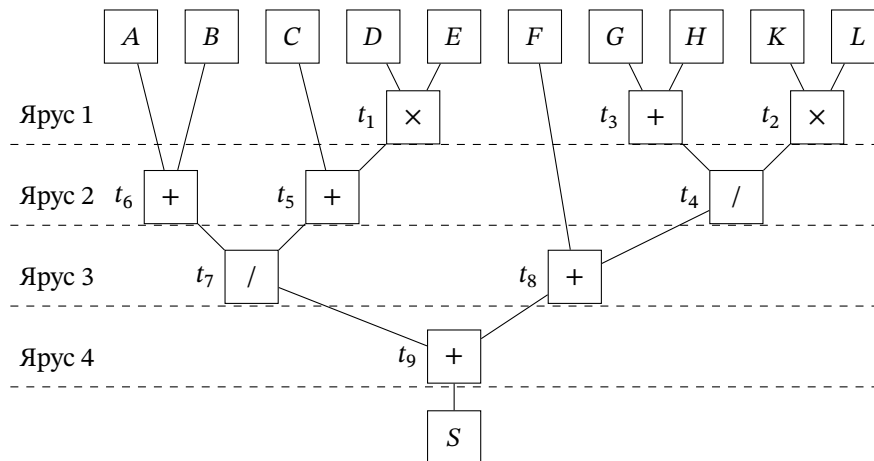 A B C D E F G H K L
Ярус 1 t₁ × t₃ + t₂ ×
Ярус 2 t₆ + t₅ + t₄ /
Ярус 3 t₇ / t₈ +
Ярус 4 t₉ +
S